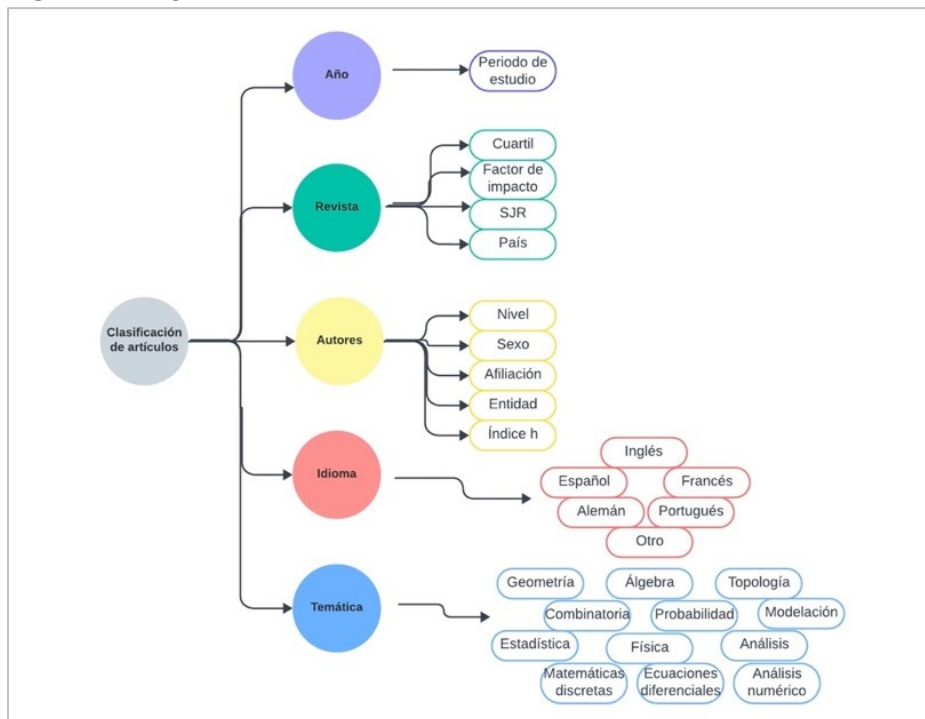 Clasificación
de artículos
Año
Periodo de
estudio
Revista
Cuartil
Factor de
impacto
SJR
País
Autores
Nivel
Sexo
Afiliación
Entidad
Índice h
Idioma
Inglés
Español
Francés
Alemán
Portugués
Otro
Temática
Geometría
Álgebra
Topología
Combinatoria
Probabilidad
Modelación
Estadística
Física
Análisis
Matemáticas
discretas
Ecuaciones
diferenciales
Análisis
numérico